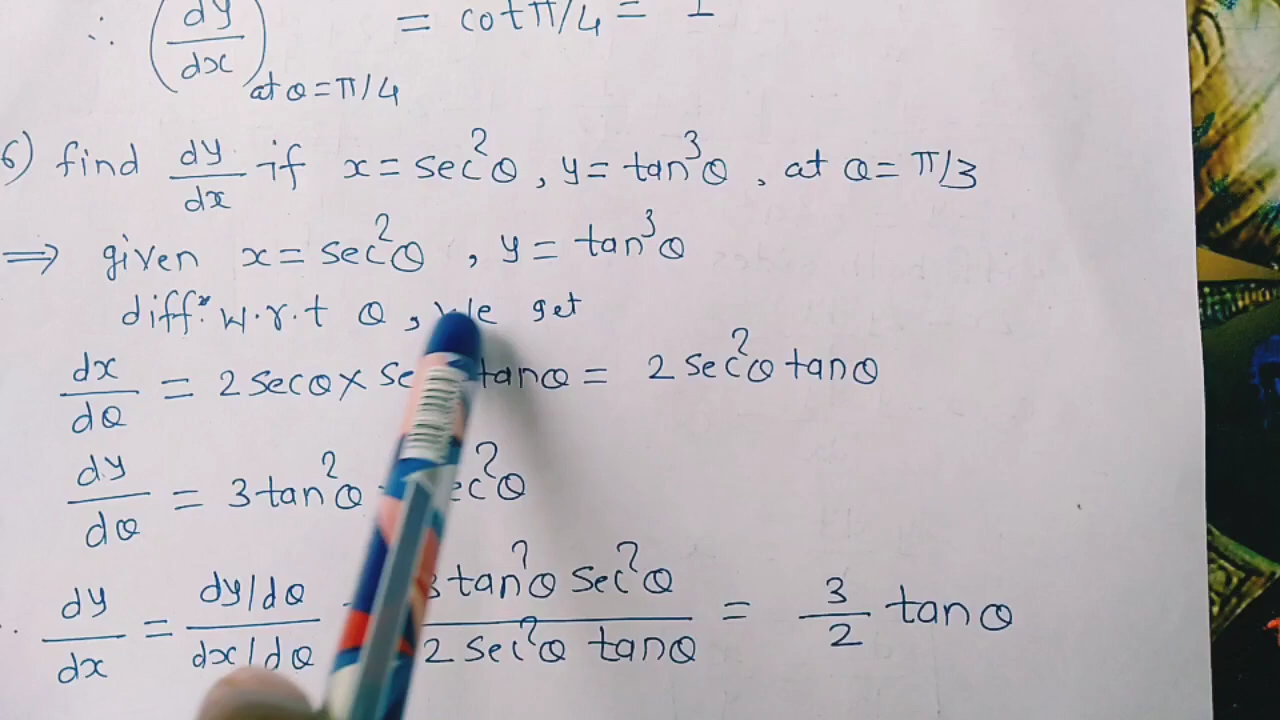 ∴ (dy/dx) at θ=π/4 = cot π/4 = 1
6) find dy/dx if x = sec²θ, y = tan³θ, at θ = π/3
⇒ given x = sec²θ, y = tan³θ
diff. w.r.t θ, we get
dx/dθ = 2 secθ × se tanθ = 2 sec²θ tanθ
dy/dθ = 3 tan²θ ec²θ
dy/dx = dy/dθ / dx/dθ 3 tan²θ sec²θ / 2 sec²θ tanθ = 3/2 tanθ